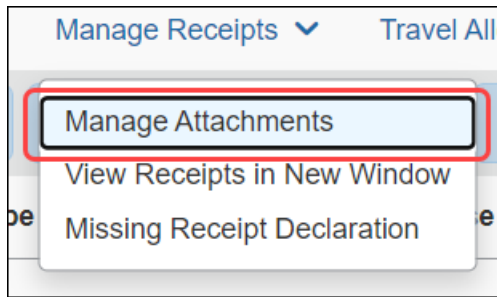 Manage Receipts Travel All
Manage Attachments
View Receipts in New Window
Missing Receipt Declaration